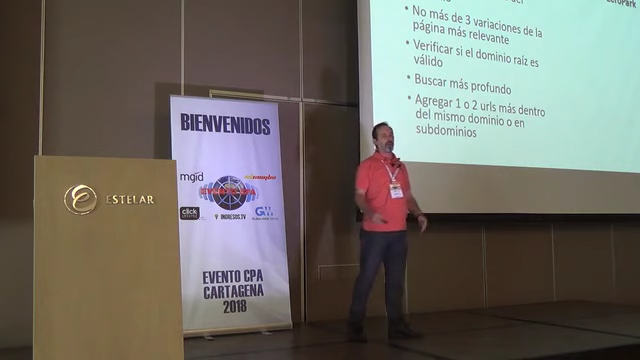 • No más de 3 variaciones de la
página más relevante
• Verificar si el dominio raíz es
válido
• Buscar más profundo
• Agregar 1 o 2 urls más dentro
del mismo dominio o en
subdominios
BIENVENIDOS
mgid
click
INGRESOS.TV
EVENTO CPA
CARTAGENA
2018
ESTELAR